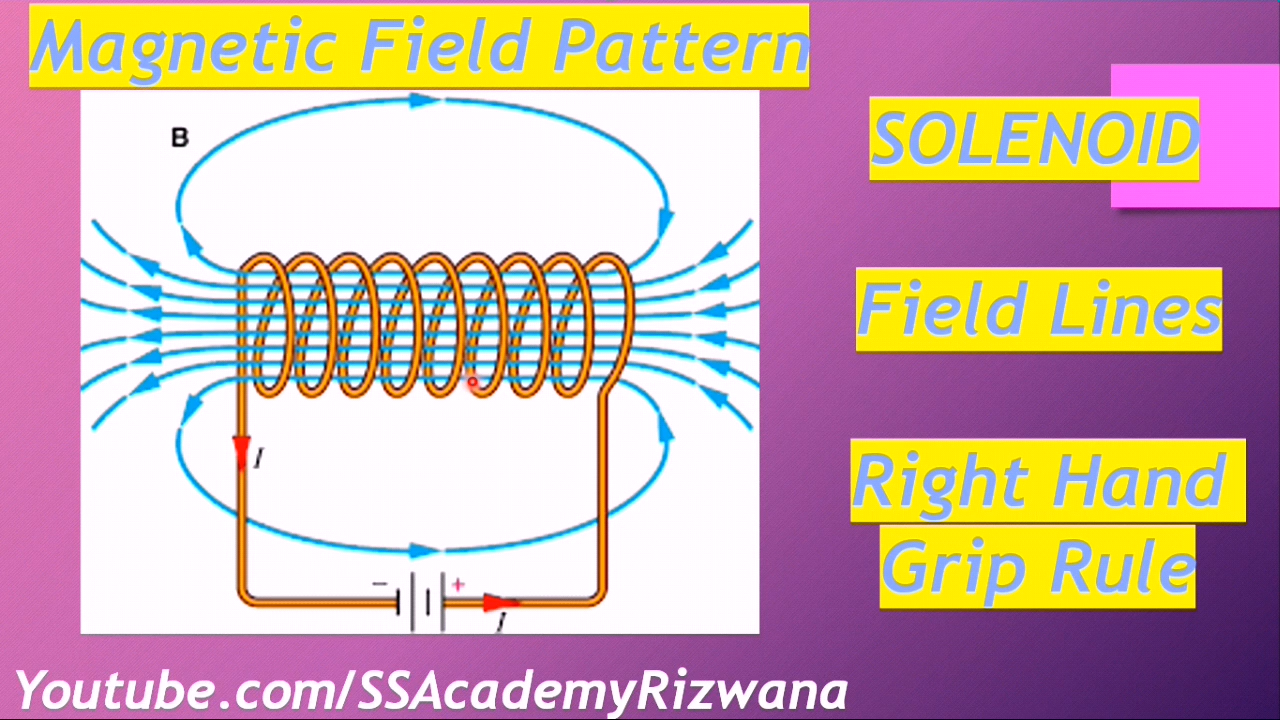 Magnetic Field Pattern
SOLENOID
B
Field Lines
I
Right Hand
Grip Rule
− +
I
Youtube.com/SSAcademyRizwana